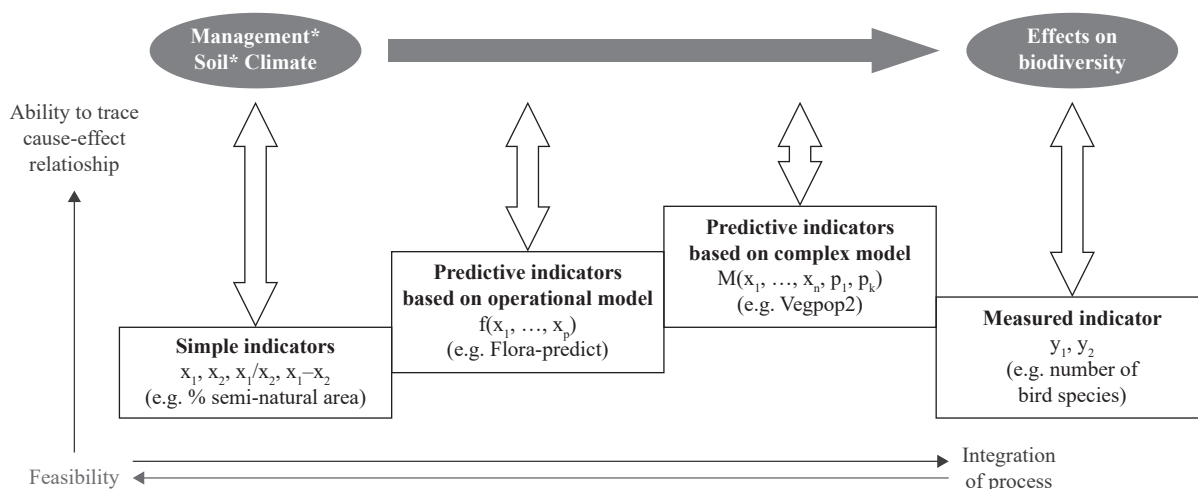 Management*
Soil* Climate
Effects on
biodiversity
Ability to trace
cause-effect
relatioship
Predictive indicators
based on complex model
M(x₁, …, xₙ, p₁, pₖ)
(e.g. Vegpop2)
Predictive indicators
based on operational model
f(x₁, …, xₚ)
(e.g. Flora-predict)
Simple indicators
x₁, x₂, x₁/x₂, x₁–x₂
(e.g. % semi-natural area)
Measured indicator
y₁, y₂
(e.g. number of
bird species)
Feasibility
Integration
of process